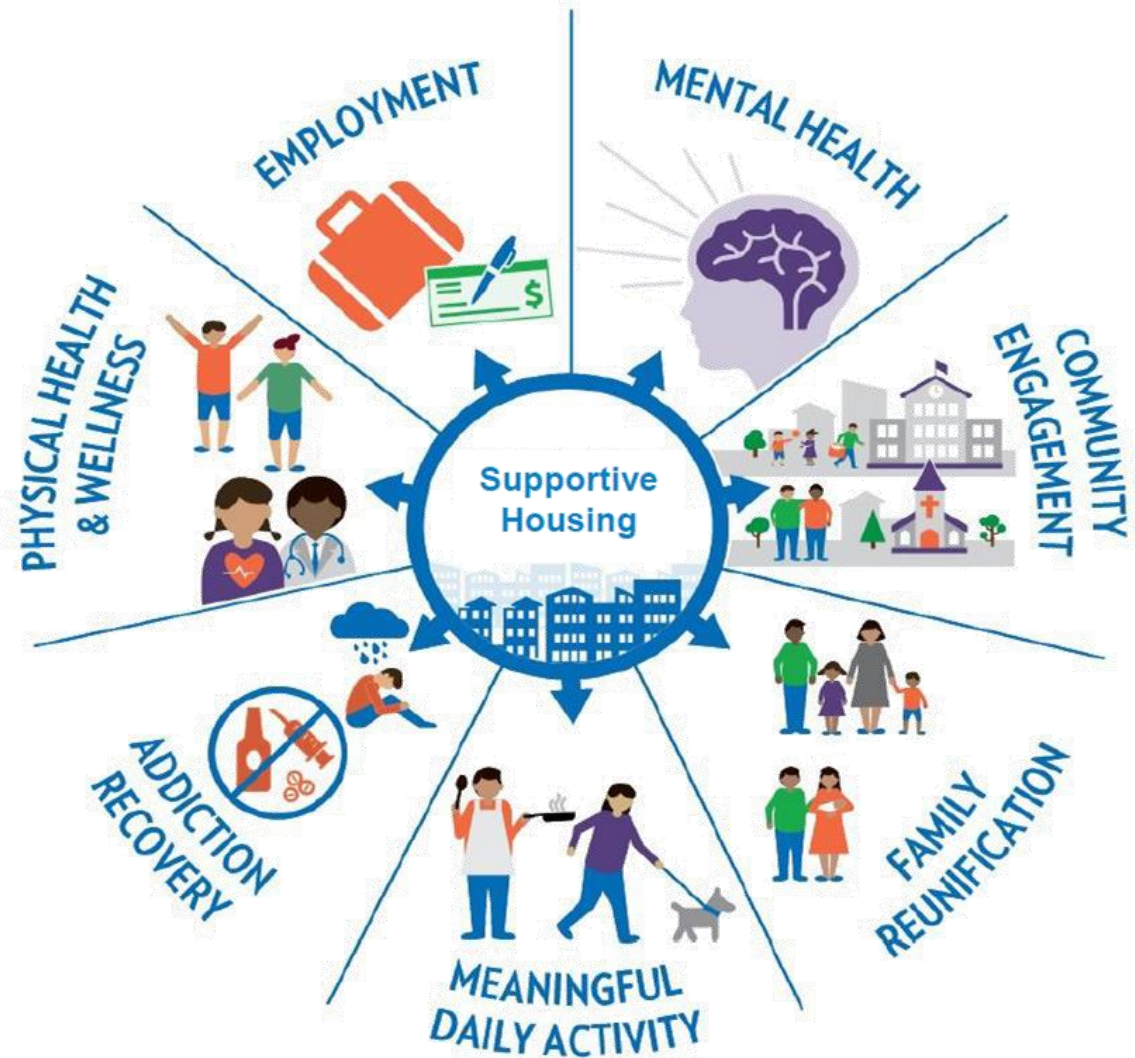 EMPLOYMENT
MENTAL HEALTH
$
PHYSICAL HEALTH
& WELLNESS
COMMUNITY
ENGAGEMENT
Supportive
Housing
ADDICTION
RECOVERY
FAMILY
REUNIFICATION
MEANINGFUL
DAILY ACTIVITY